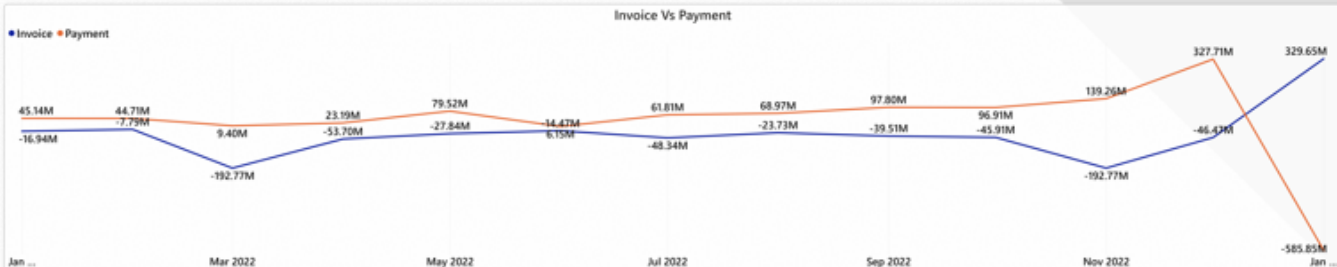 Invoice Vs Payment
Invoice Payment
327.71M 329.65M
139.26M
97.80M
79.52M
61.81M 68.97M
45.14M 44.71M
23.19M
96.91M
-7.79M
-14.47M
9.40M
6.15M
-16.94M
-53.70M
-27.84M
-23.73M
-39.51M
-45.91M
-46.47M
-48.34M
-192.77M
-192.77M
-585.85M
Jan ... Mar 2022 May 2022 Jul 2022 Sep 2022 Nov 2022 Jan ...